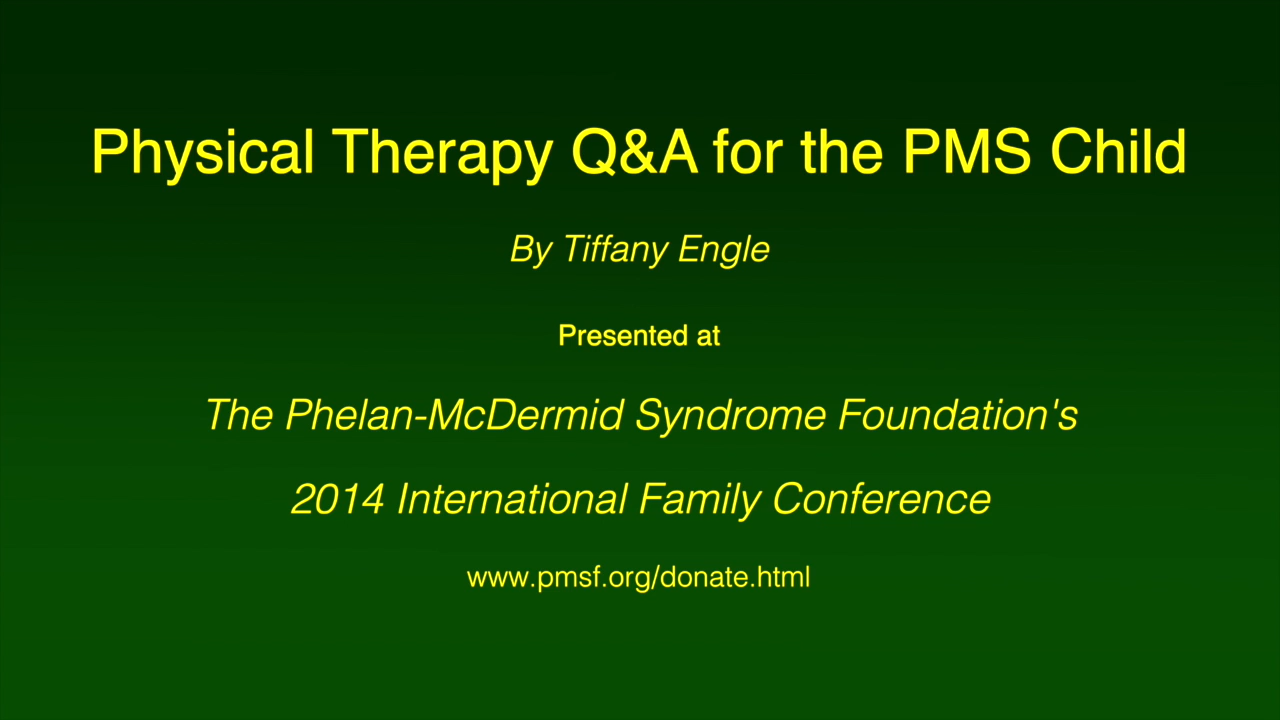 Physical Therapy Q&A for the PMS Child
By Tiffany Engle
Presented at
The Phelan-McDermid Syndrome Foundation's
2014 International Family Conference
www.pmsf.org/donate.html